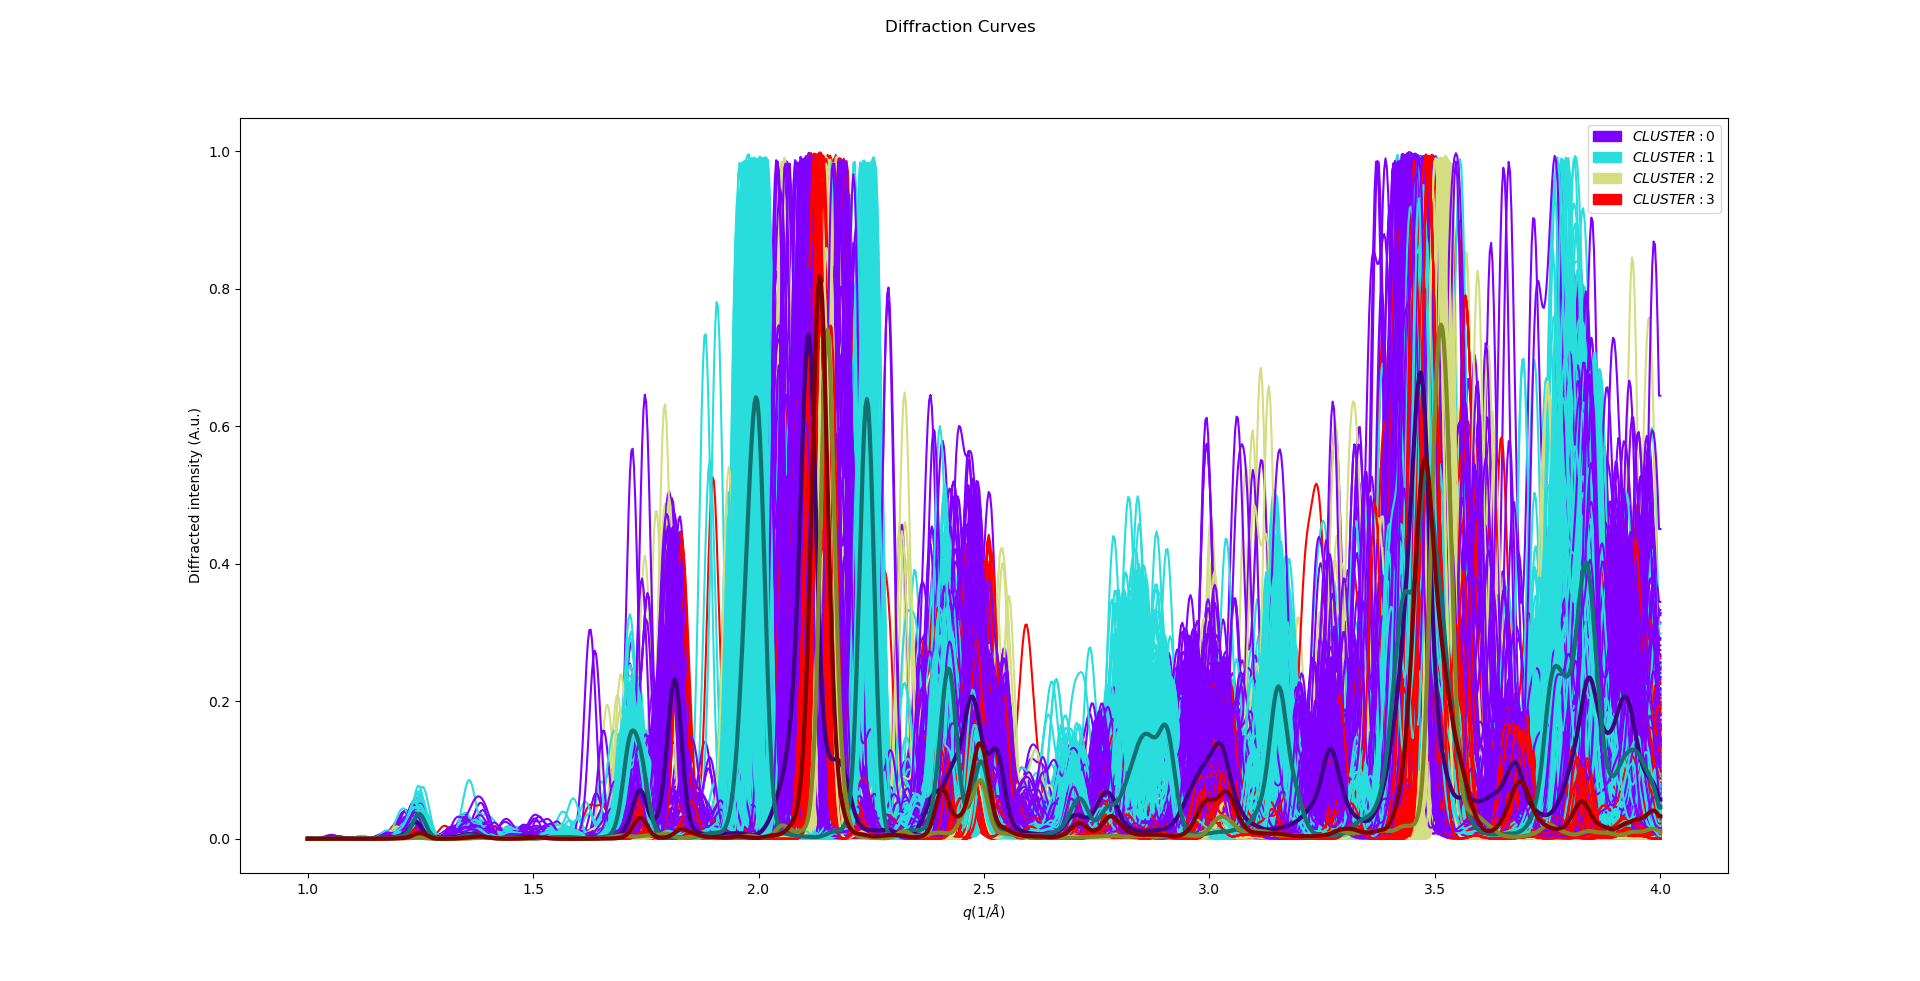 Diffraction Curves
CLUSTER : 0
CLUSTER : 1
CLUSTER : 2
CLUSTER : 3
Diffracted intensity (A.u.)
1.0
0.8
0.6
0.4
0.2
0.0
1.0 1.5 2.0 2.5 3.0 3.5 4.0
q(1/Å)